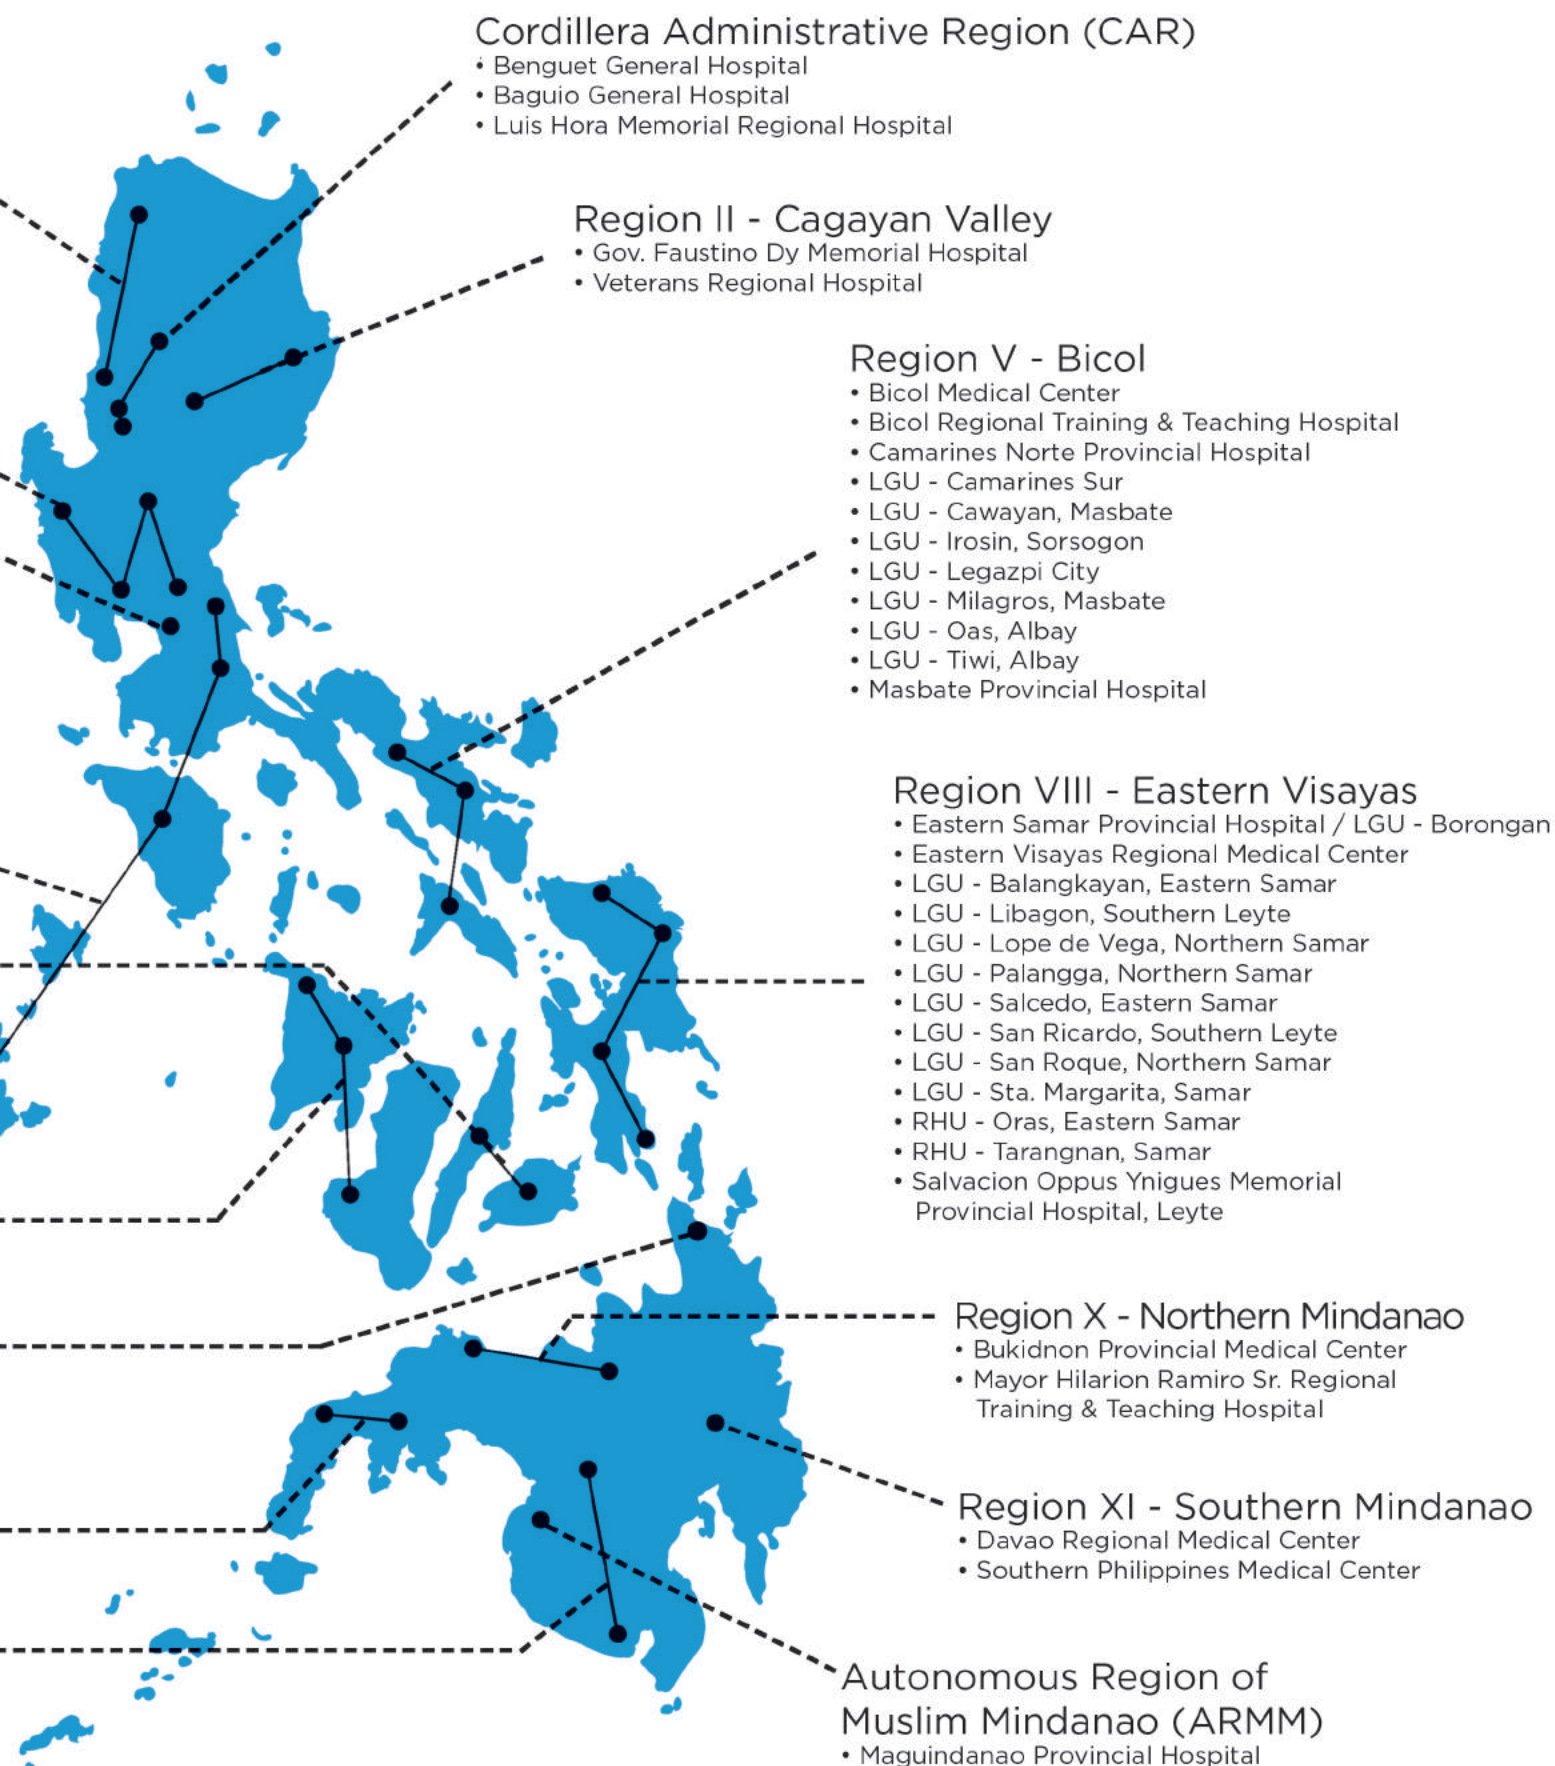 Cordillera Administrative Region (CAR)
• Benguet General Hospital
• Baguio General Hospital
• Luis Hora Memorial Regional Hospital
Region II - Cagayan Valley
• Gov. Faustino Dy Memorial Hospital
• Veterans Regional Hospital
Region V - Bicol
• Bicol Medical Center
• Bicol Regional Training & Teaching Hospital
• Camarines Norte Provincial Hospital
• LGU - Camarines Sur
• LGU - Cawayan, Masbate
• LGU - Irosin, Sorsogon
• LGU - Legazpi City
• LGU - Milagros, Masbate
• LGU - Oas, Albay
• LGU - Tiwi, Albay
• Masbate Provincial Hospital
Region VIII - Eastern Visayas
• Eastern Samar Provincial Hospital / LGU - Borongan
• Eastern Visayas Regional Medical Center
• LGU - Balangkayan, Eastern Samar
• LGU - Libagon, Southern Leyte
• LGU - Lope de Vega, Northern Samar
• LGU - Palangga, Northern Samar
• LGU - Salcedo, Eastern Samar
• LGU - San Ricardo, Southern Leyte
• LGU - San Roque, Northern Samar
• LGU - Sta. Margarita, Samar
• RHU - Oras, Eastern Samar
• RHU - Tarangnan, Samar
• Salvacion Oppus Ynigues Memorial
Provincial Hospital, Leyte
Region X - Northern Mindanao
• Bukidnon Provincial Medical Center
• Mayor Hilarion Ramiro Sr. Regional
Training & Teaching Hospital
Region XI - Southern Mindanao
• Davao Regional Medical Center
• Southern Philippines Medical Center
Autonomous Region of
Muslim Mindanao (ARMM)
• Maguindanao Provincial Hospital